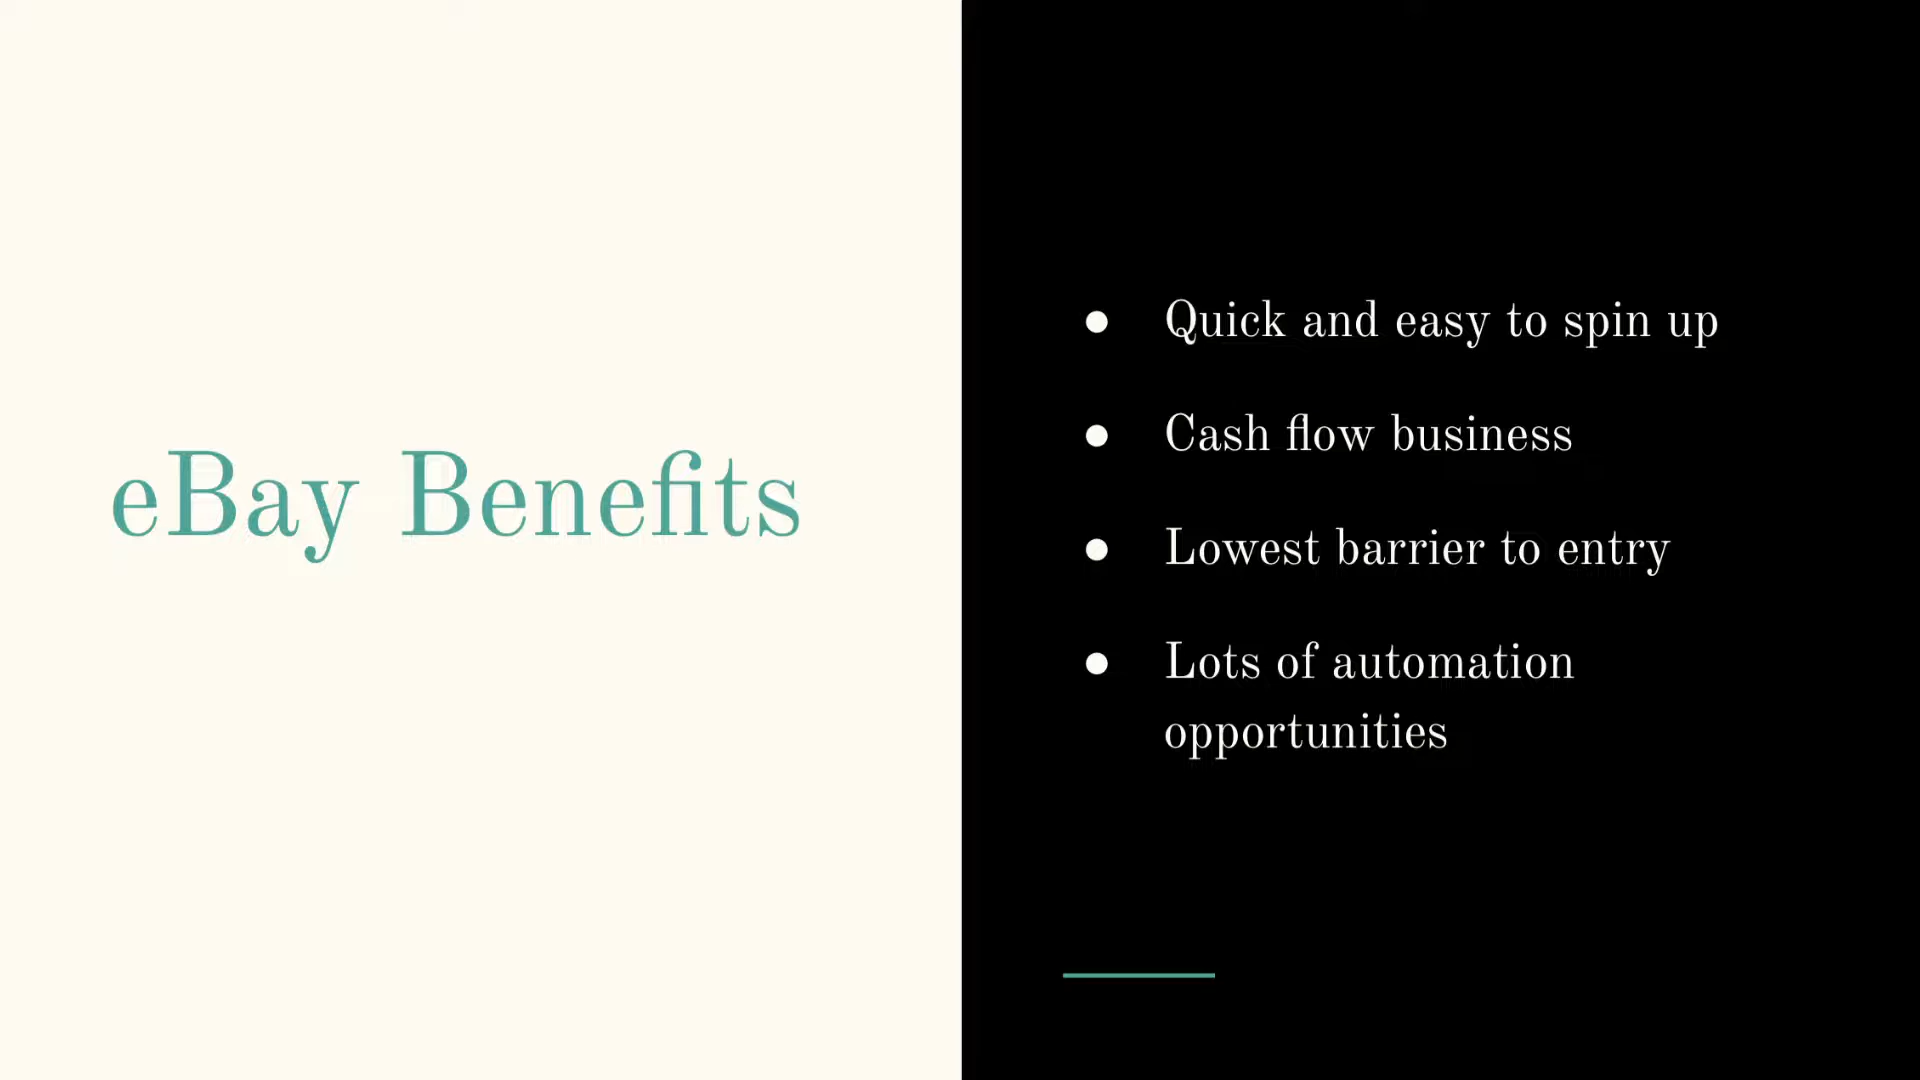 eBay Benefits
● Quick and easy to spin up
● Cash flow business
● Lowest barrier to entry
● Lots of automation
opportunities